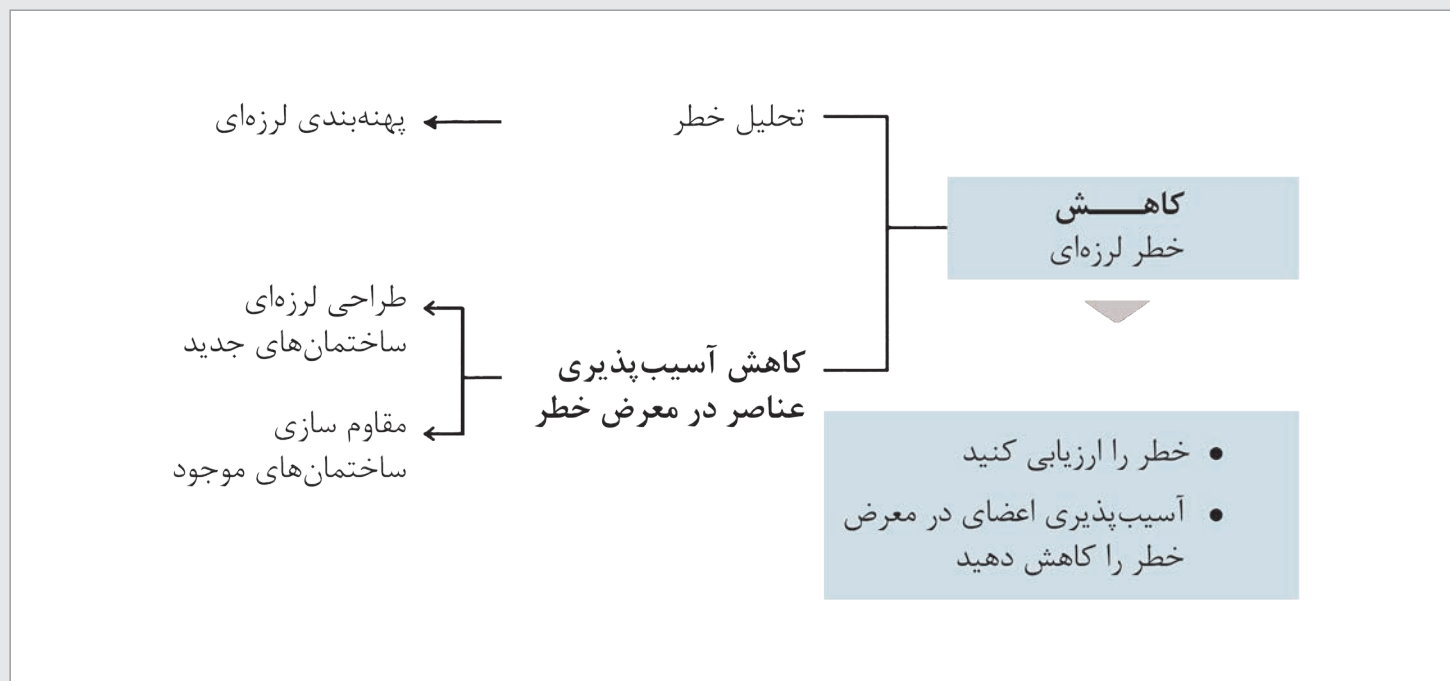 کاهـــــش
خطر لرزه‌ای
تحلیل خطر
پهنه‌بندی لرزه‌ای
کاهش آسیب‌پذیری
عناصر در معرض خطر
طراحی لرزه‌ای
ساختمان‌های جدید
مقاوم سازی
ساختمان‌های موجود
• خطر را ارزیابی کنید
• آسیب‌پذیری اعضای در معرض
خطر را کاهش دهید